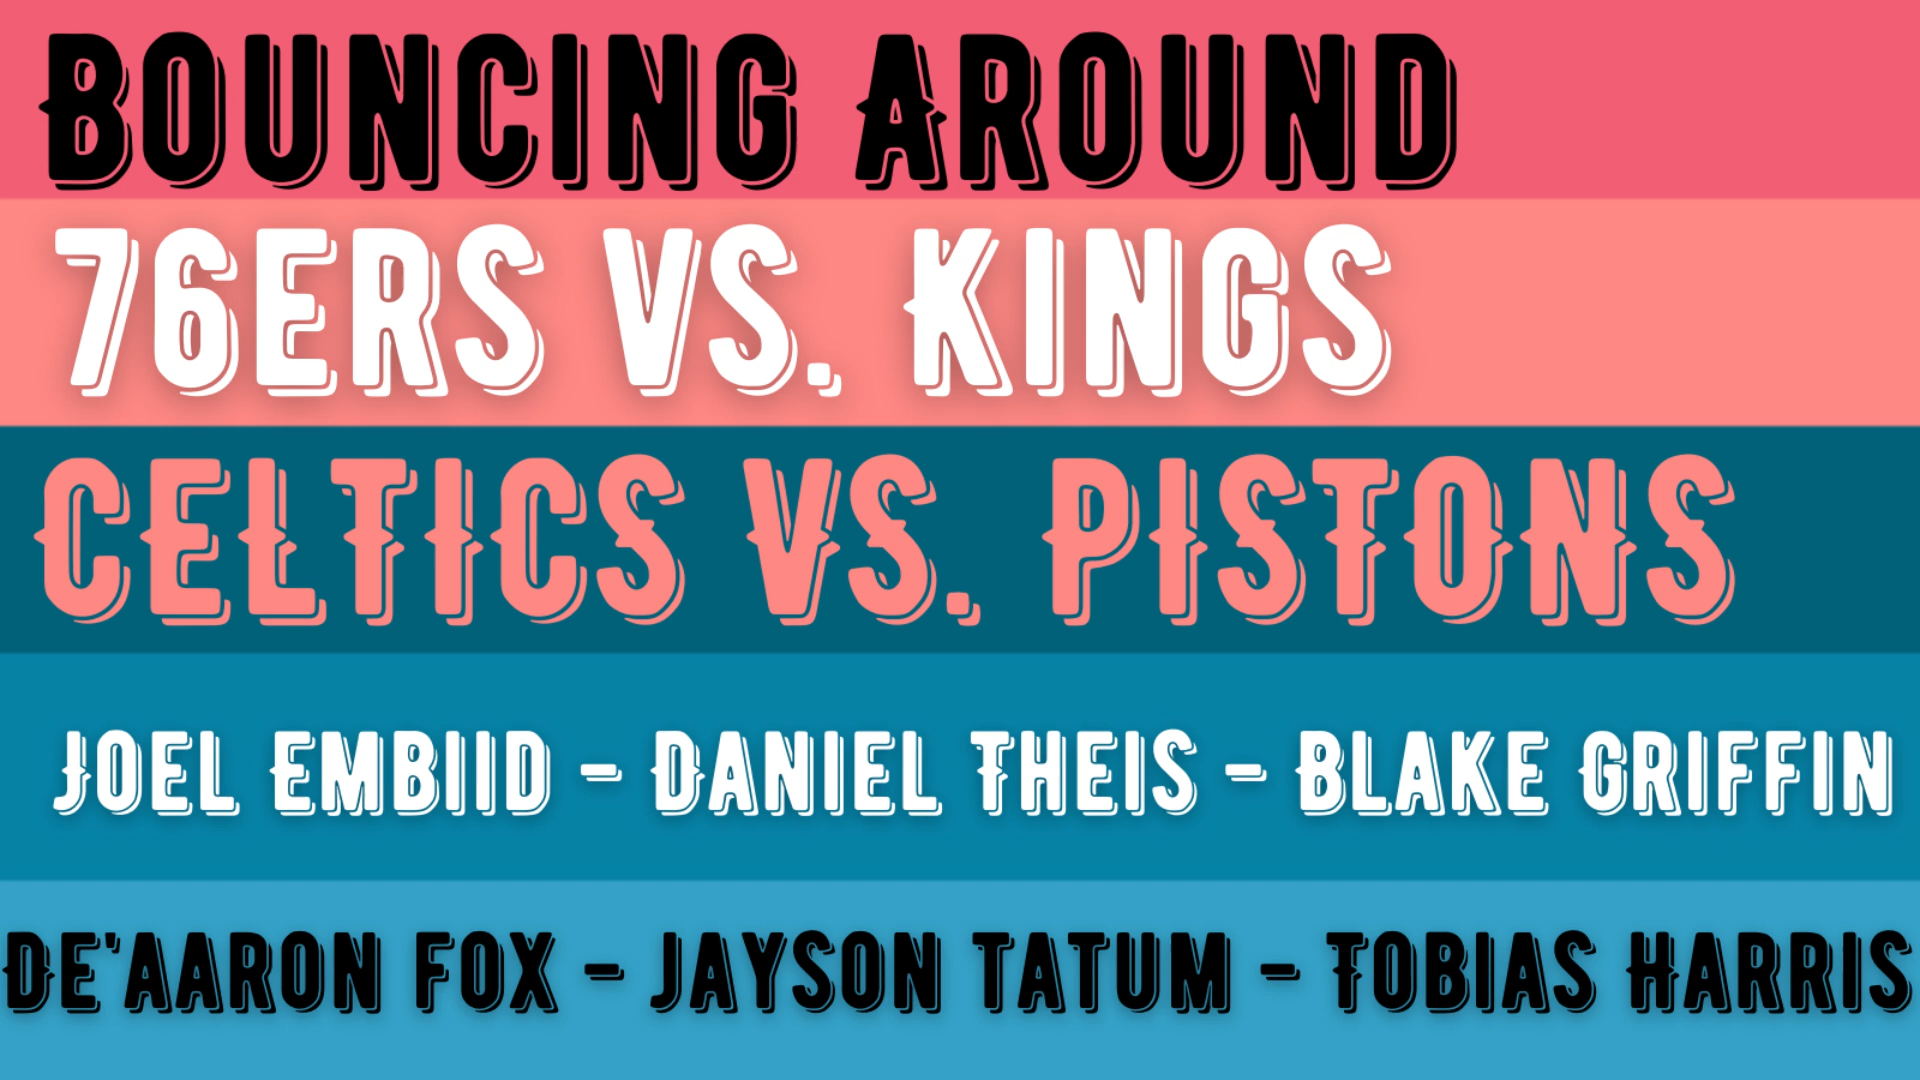 Bouncing Around
76ers vs. Kings
Celtics vs. Pistons
Joel Embiid - Daniel Theis - Blake Griffin
De'Aaron Fox - Jayson Tatum - Tobias Harris